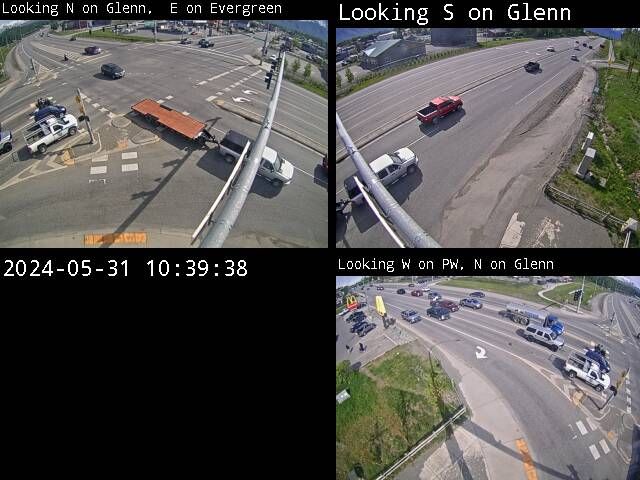 Looking N on Glenn,  E on Evergreen
Looking S on Glenn
2024-05-31 10:39:38
Looking W on PW, N on Glenn